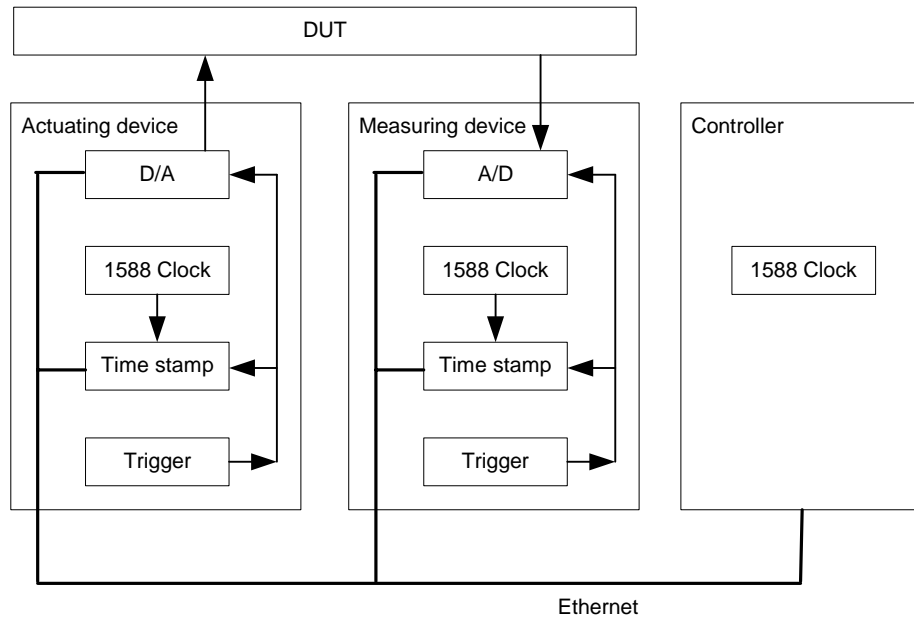 DUT
Actuating device
D/A
1588 Clock
Time stamp
Trigger
Measuring device
A/D
1588 Clock
Time stamp
Trigger
Controller
1588 Clock
Ethernet